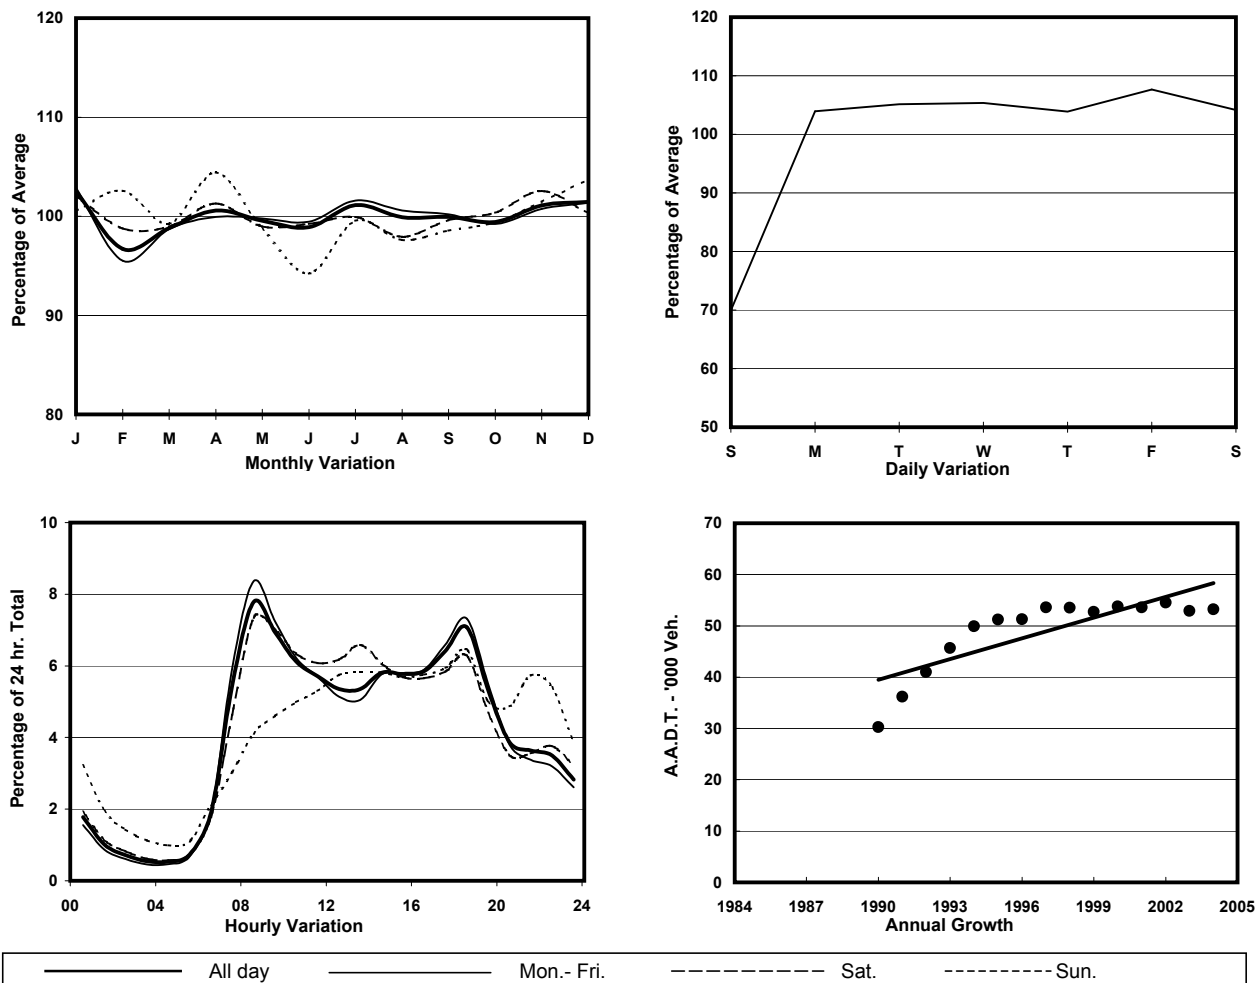 120
110
100
90
80
Percentage of Average
J F M A M J J A S O N D
Monthly Variation
120
110
100
90
80
70
60
50
Percentage of Average
S M T W T F S
Daily Variation
10
8
6
4
2
0
Percentage of 24 hr. Total
00 04 08 12 16 20 24
Hourly Variation
70
60
50
40
30
20
10
0
A.A.D.T. - '000 Veh.
1984 1987 1990 1993 1996 1999 2002 2005
Annual Growth
All day Mon.- Fri. Sat. Sun.